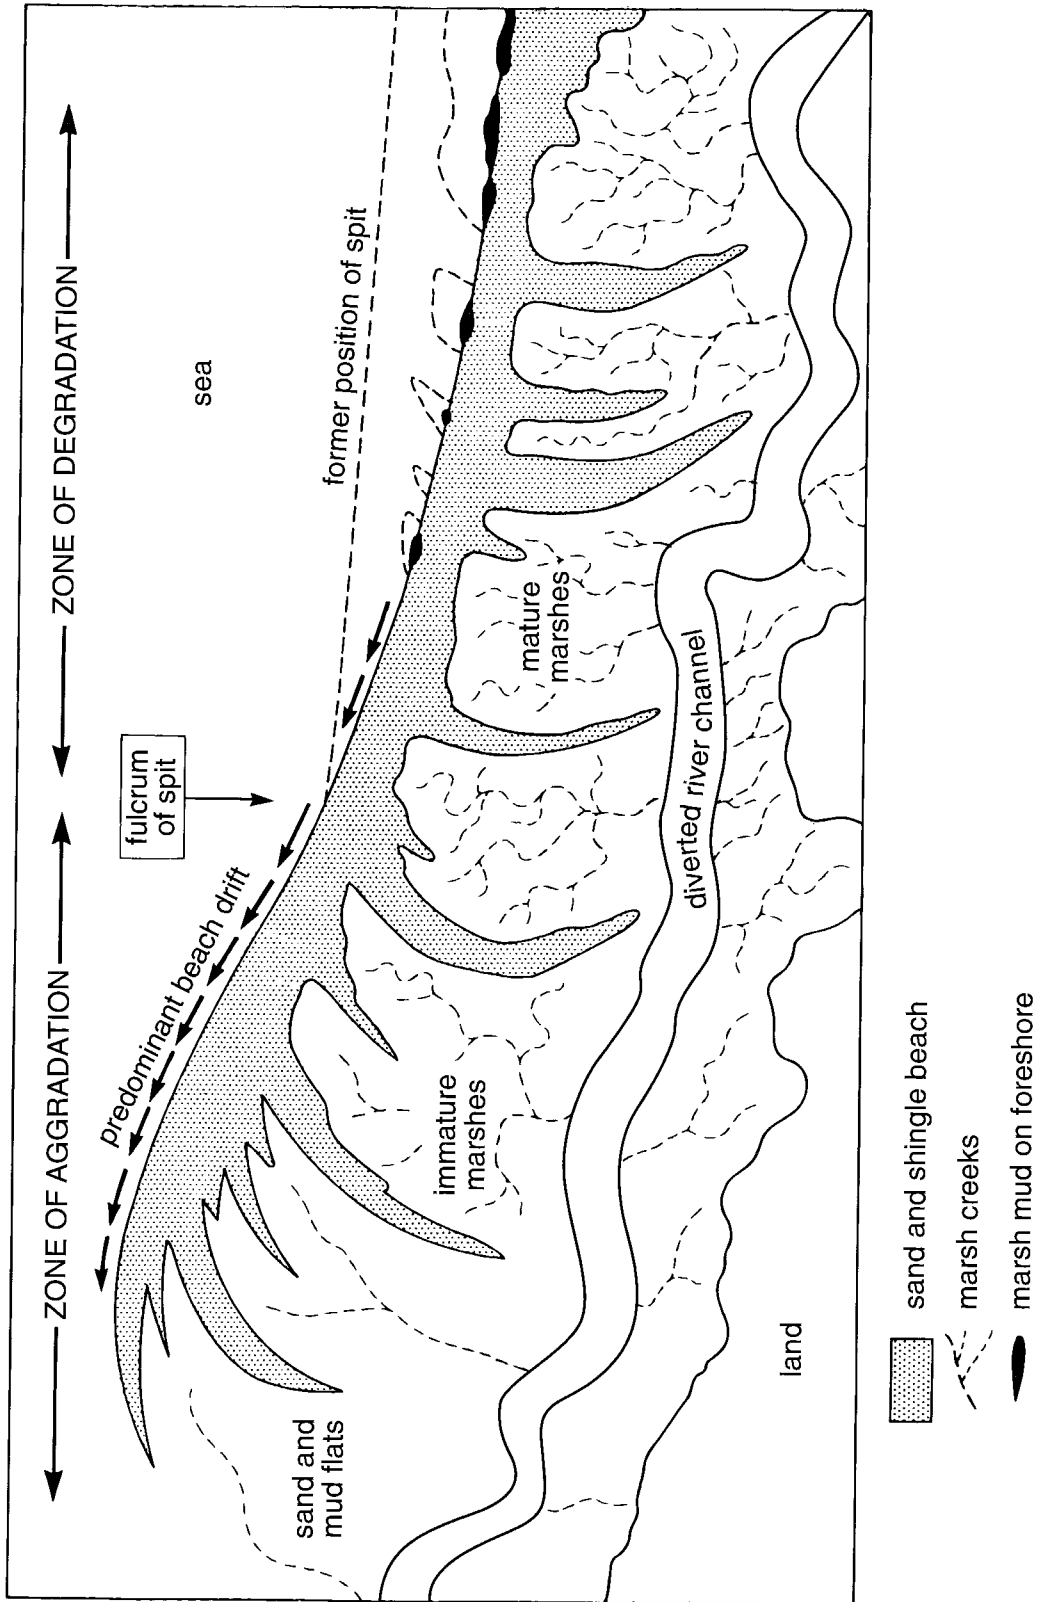 ZONE OF AGGRADATION
ZONE OF DEGRADATION
fulcrum
of spit
predominant beach drift
sea
former position of spit
sand and
mud flats
immature
marshes
mature
marshes
diverted river channel
land
sand and shingle beach
marsh creeks
marsh mud on foreshore